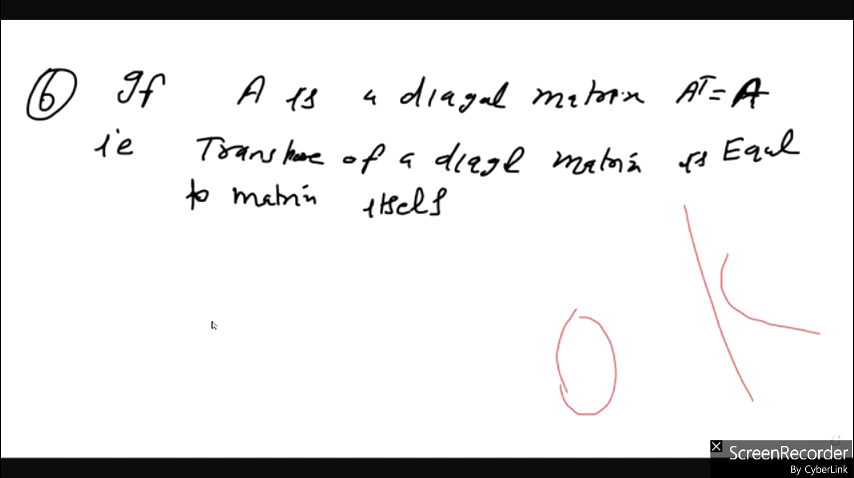 6 If A is a diagal matrix Aᵀ = A
ie Transpose of a diagl matrix is Equl
to matrix itself
OK
ScreenRecorder
By CyberLink